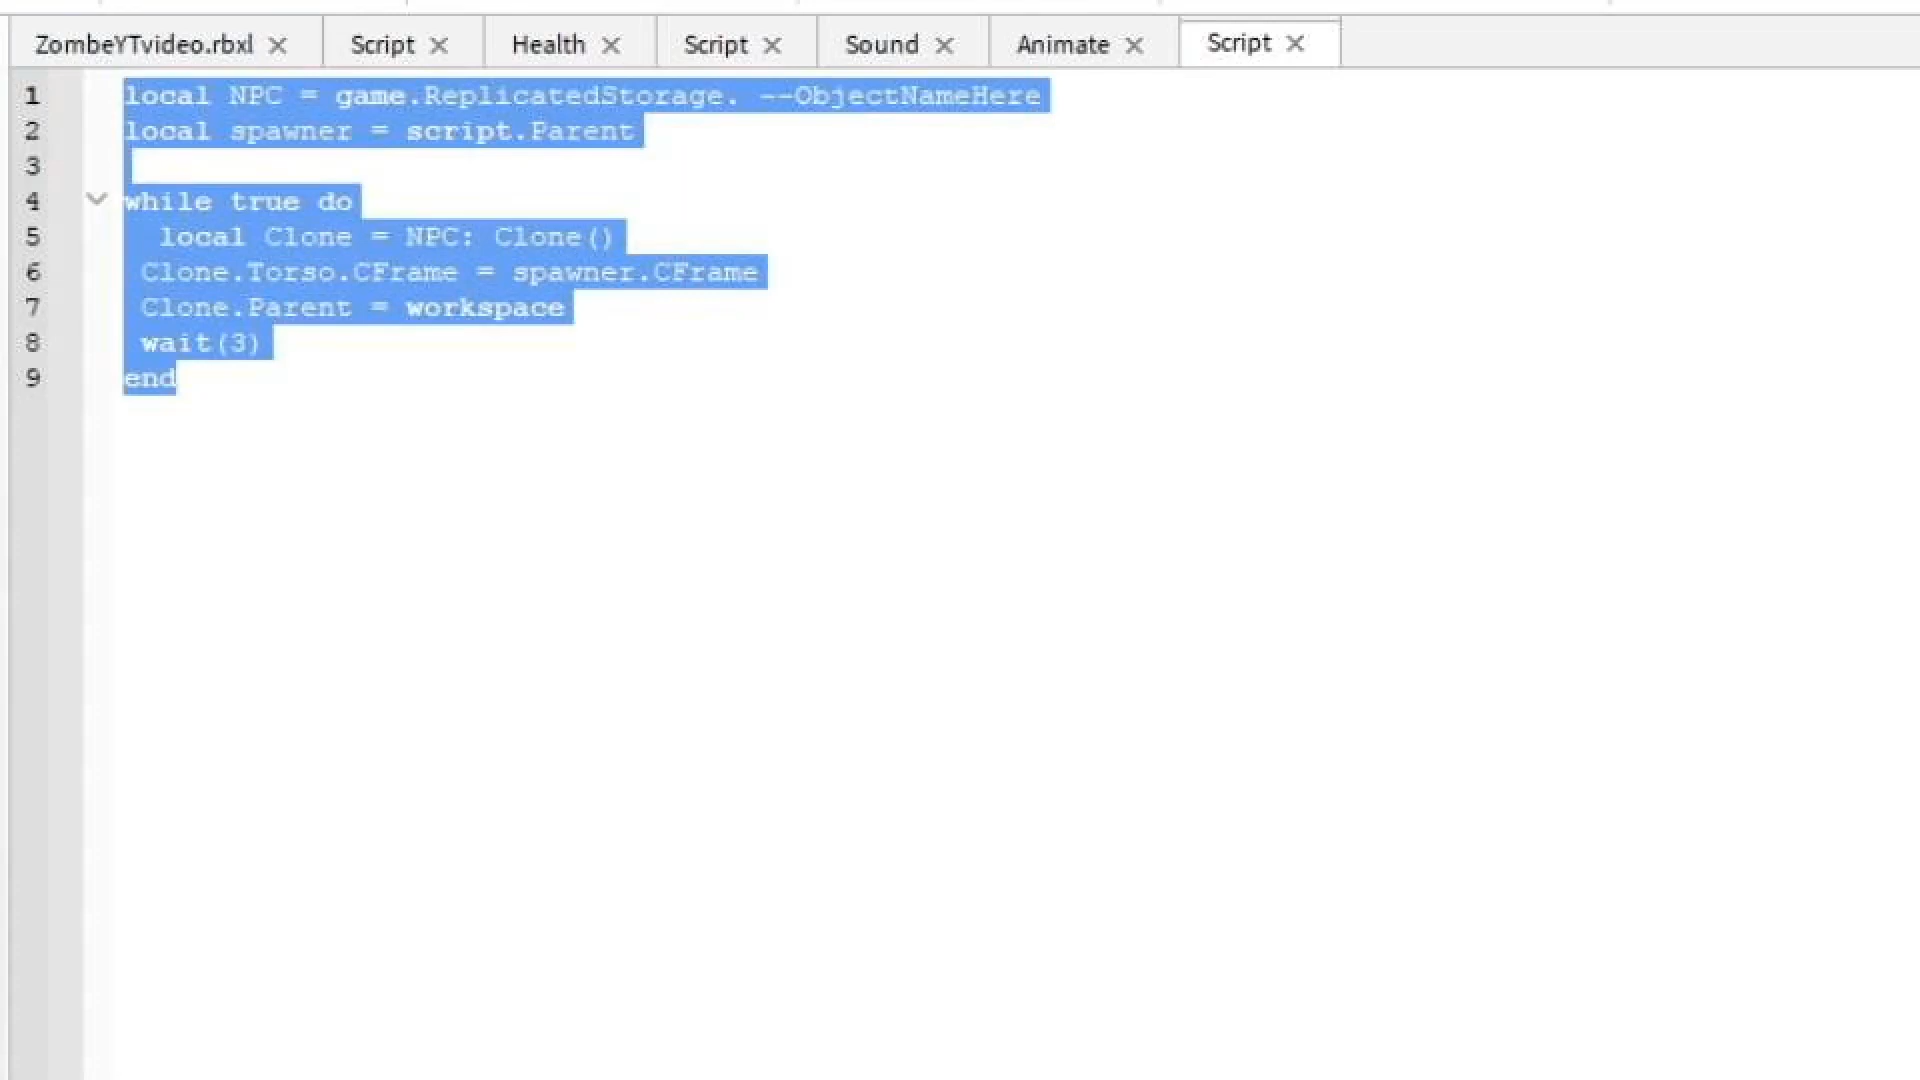 ZombeYTvideo.rbxl Script Health Script Sound Animate Script
1 local NPC = game.ReplicatedStorage. --ObjectNameHere
2 local spawner = script.Parent
3
4 while true do
5 local Clone = NPC: Clone()
6 Clone.Torso.CFrame = spawner.CFrame
7 Clone.Parent = workspace
8 wait(3)
9 end